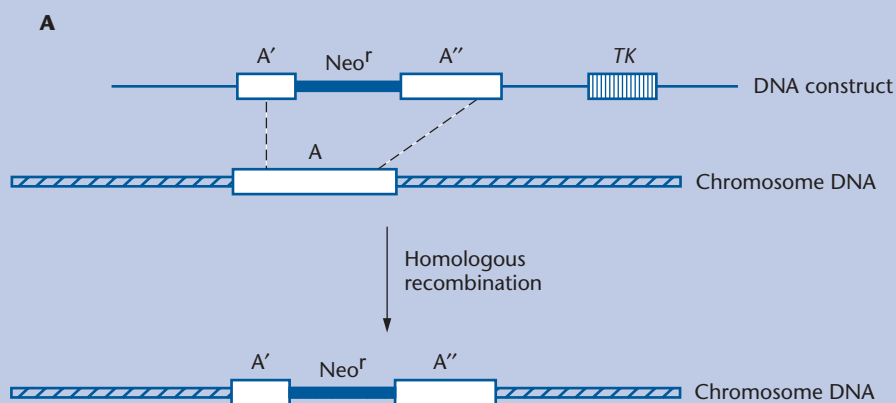 A
A′ Neoʳ A″ TK
DNA construct
A
Chromosome DNA
Homologous
recombination
A′ Neoʳ A″
Chromosome DNA